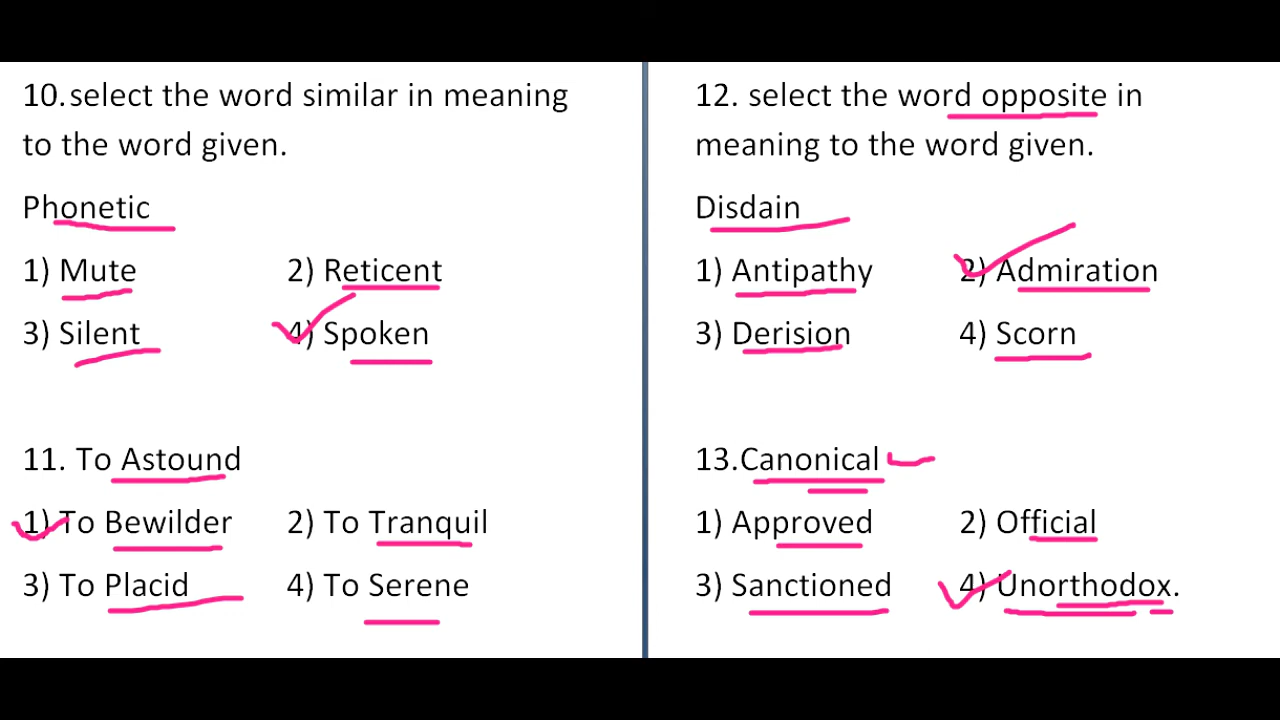 10.select the word similar in meaning
to the word given.
Phonetic
1) Mute 2) Reticent
3) Silent 4) Spoken
11. To Astound
1) To Bewilder 2) To Tranquil
3) To Placid 4) To Serene
12. select the word opposite in
meaning to the word given.
Disdain
1) Antipathy 2) Admiration
3) Derision 4) Scorn
13.Canonical
1) Approved 2) Official
3) Sanctioned 4) Unorthodox.